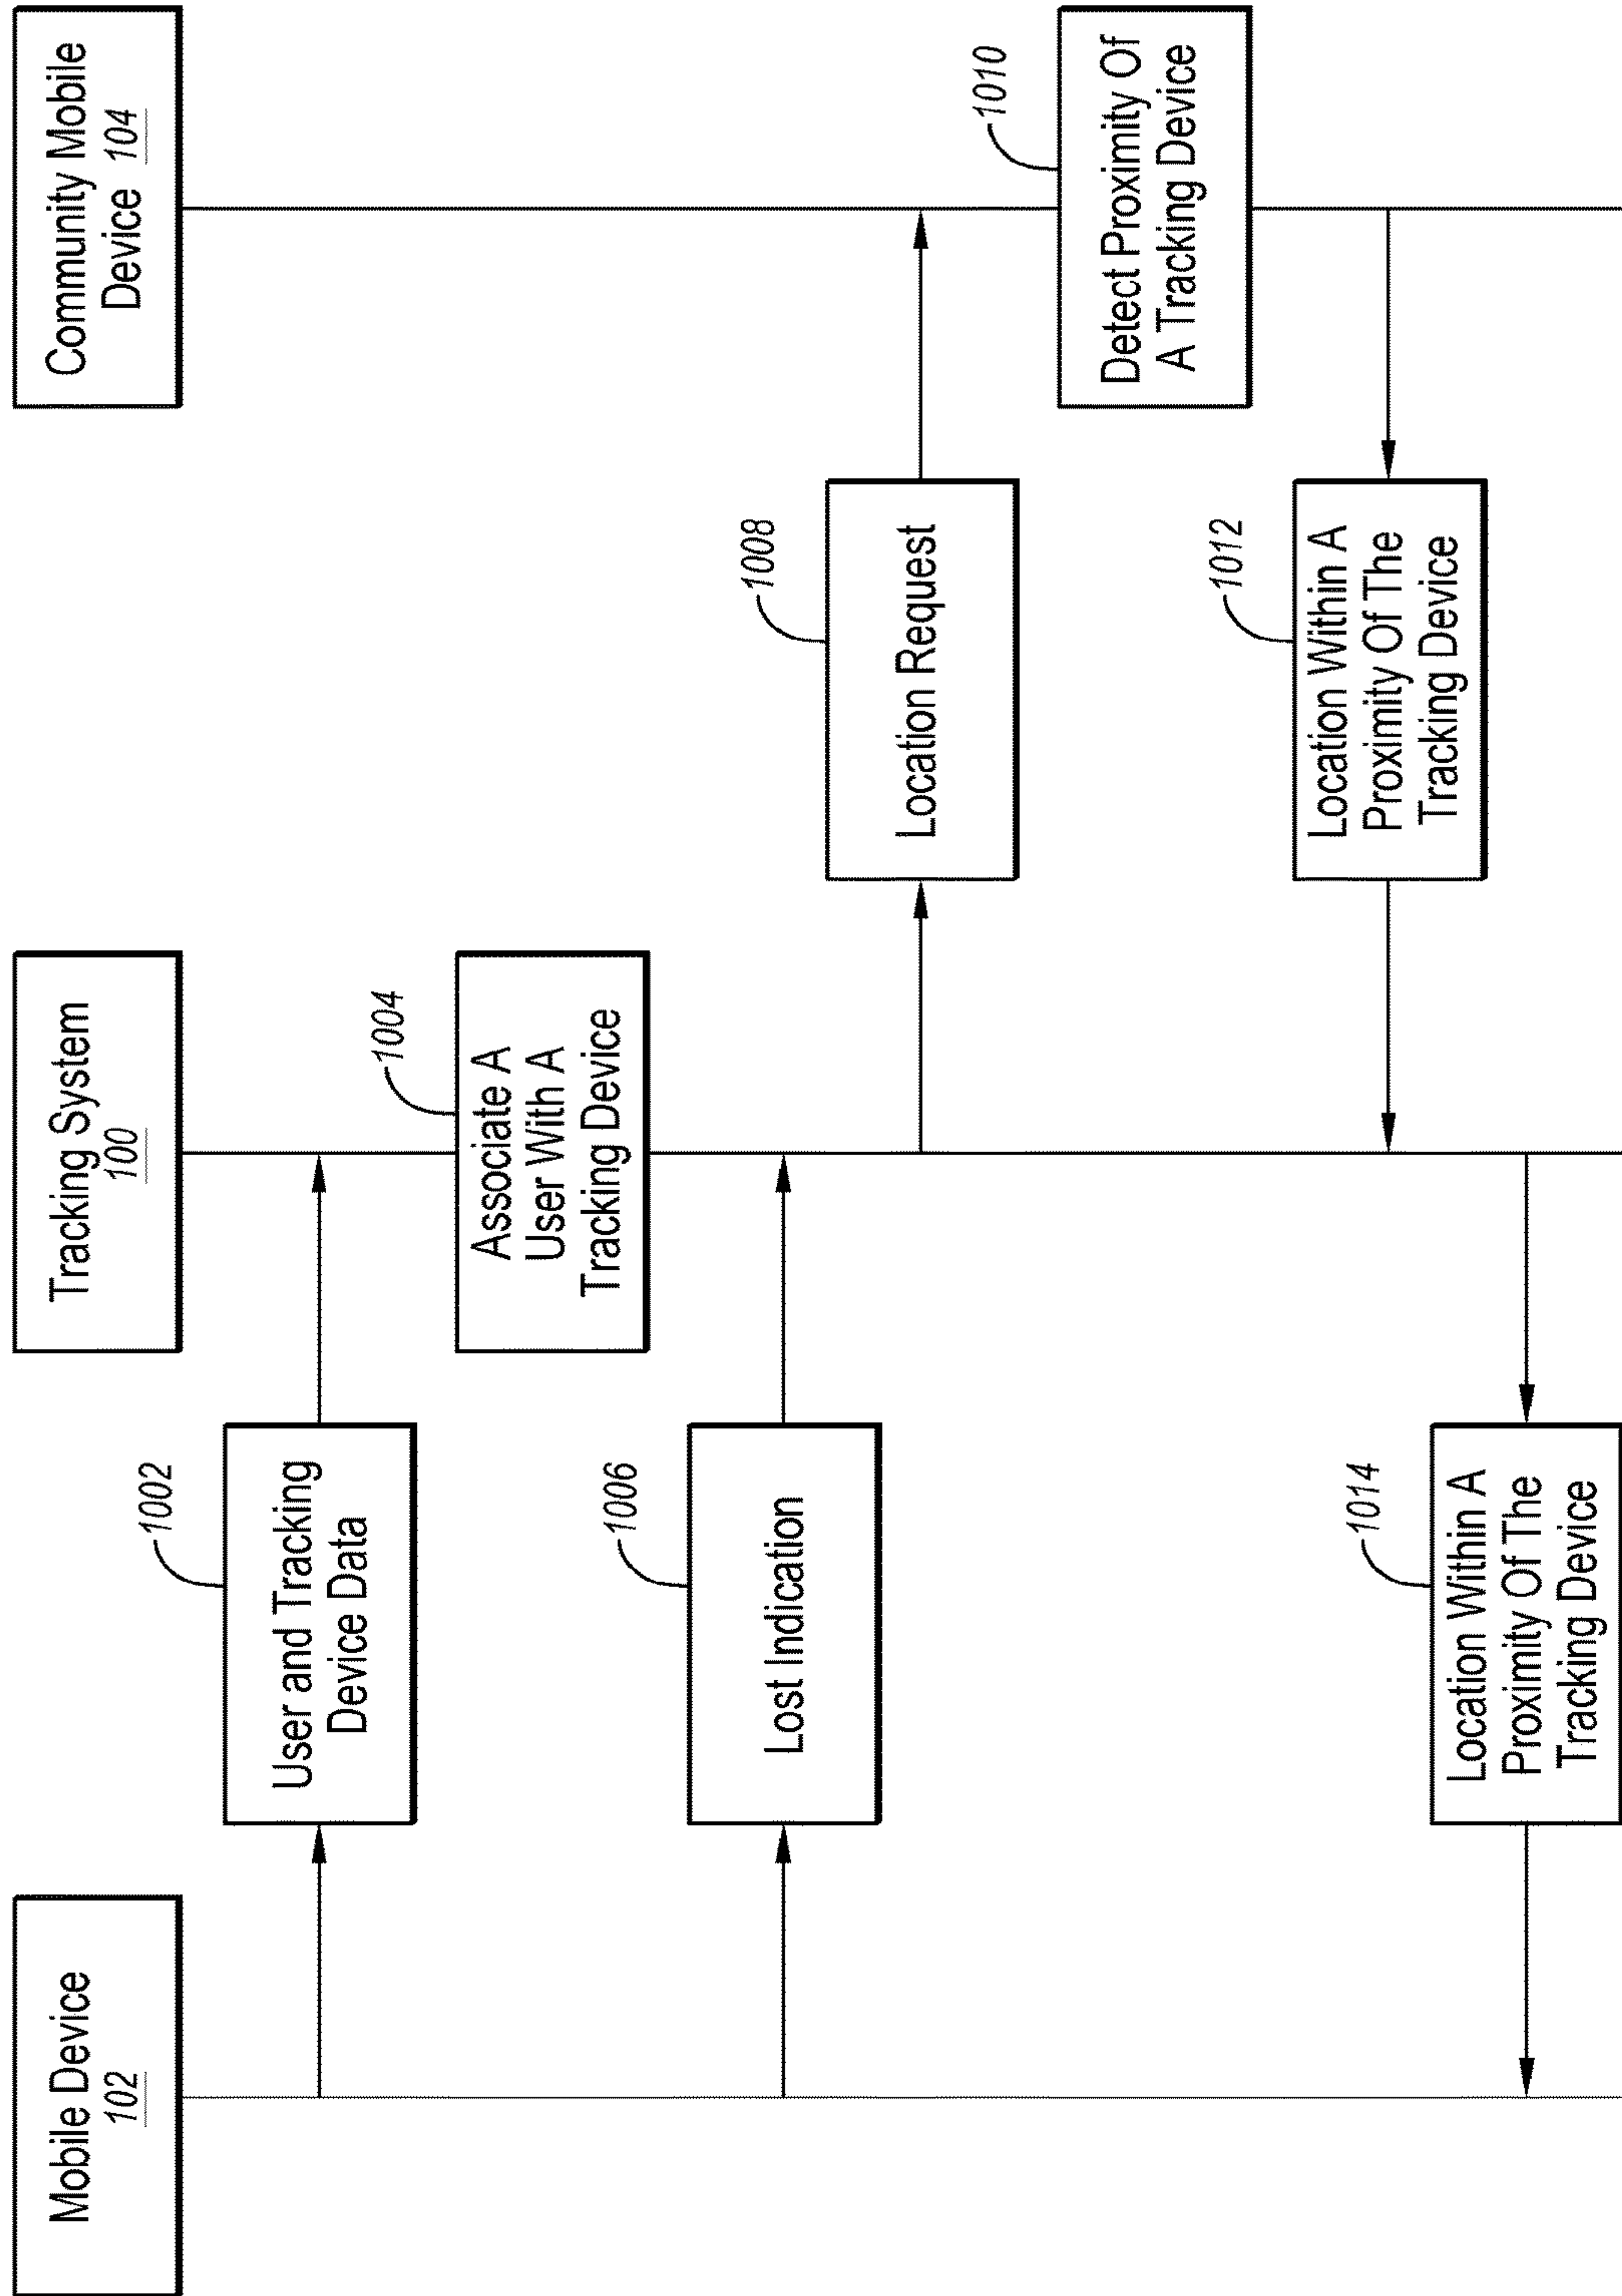 Mobile Device
102
Tracking System
100
Community Mobile
Device 104
1002
User and Tracking
Device Data
1004
Associate A
User With A
Tracking Device
1006
Lost Indication
1008
Location Request
1010
Detect Proximity Of
A Tracking Device
1012
Location Within A
Proximity Of The
Tracking Device
1014
Location Within A
Proximity Of The
Tracking Device